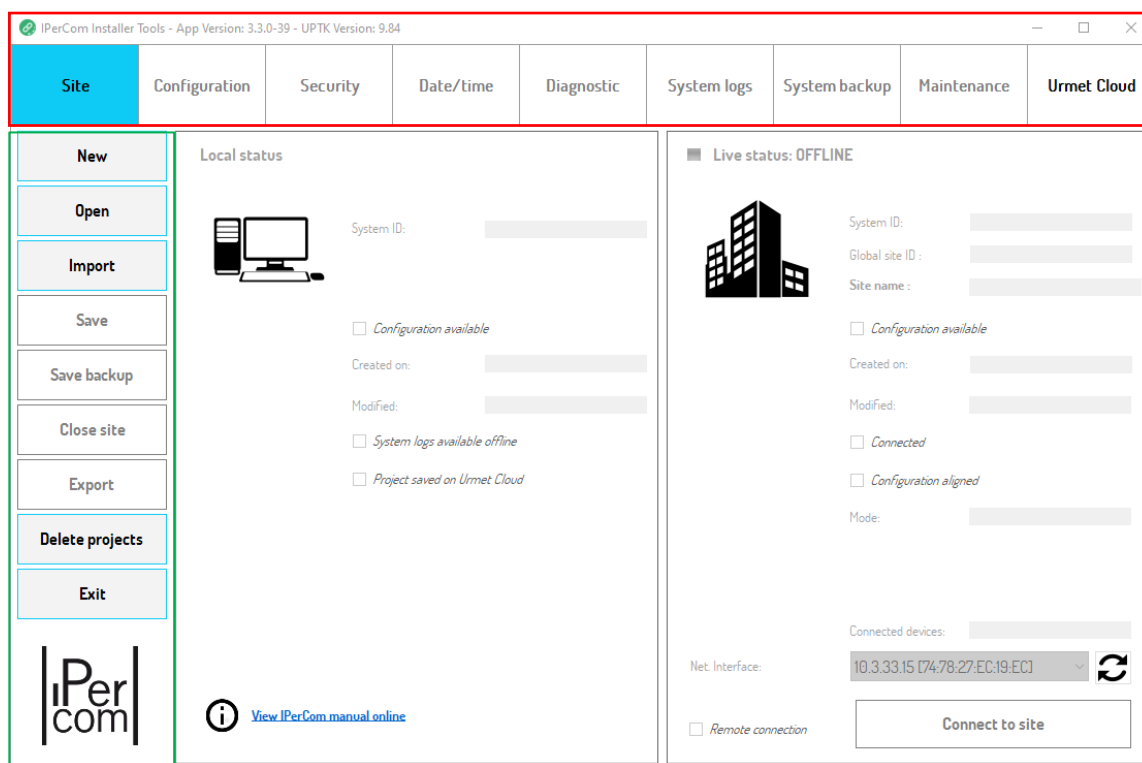 IPerCom Installer Tools - App Version: 3.3.0-39 - UPTK Version: 9.84
Site
Configuration
Security
Date/time
Diagnostic
System logs
System backup
Maintenance
Urmet Cloud
New
Open
Import
Save
Save backup
Close site
Export
Delete projects
Exit
IPer
com
Local status
System ID:
Configuration available
Created on:
Modified:
System logs available offline
Project saved on Urmet Cloud
View IPerCom manual online
Live status: OFFLINE
System ID:
Global site ID :
Site name :
Configuration available
Created on:
Modified:
Connected
Configuration aligned
Mode:
Connected devices:
Net. Interface:
10.3.33.15 [74:78:27:EC:19:EC]
Remote connection
Connect to site